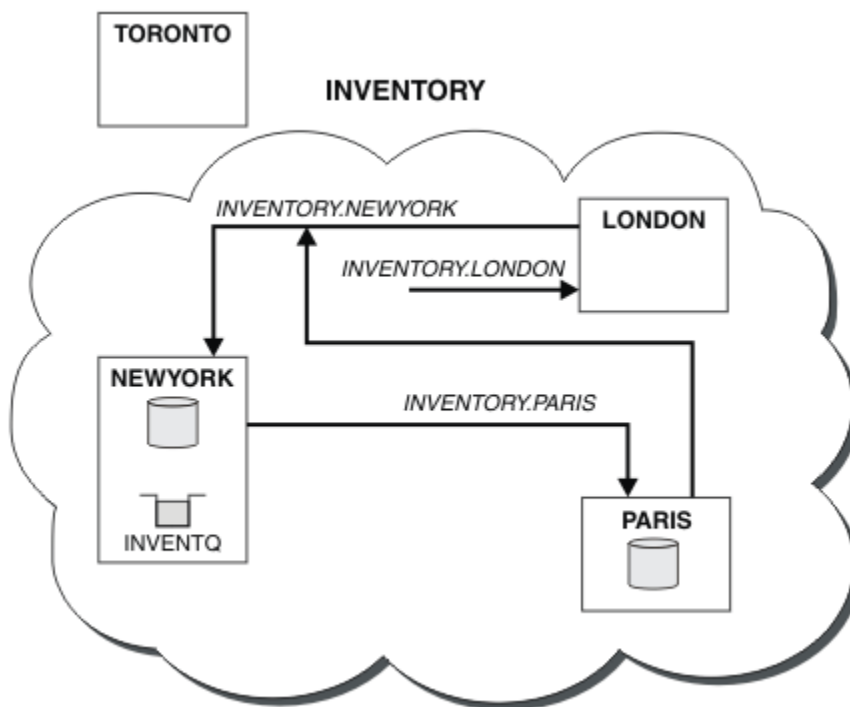 TORONTO
INVENTORY
INVENTORY.NEWYORK
LONDON
INVENTORY.LONDON
NEWYORK
INVENTORY.PARIS
PARIS
INVENTQ